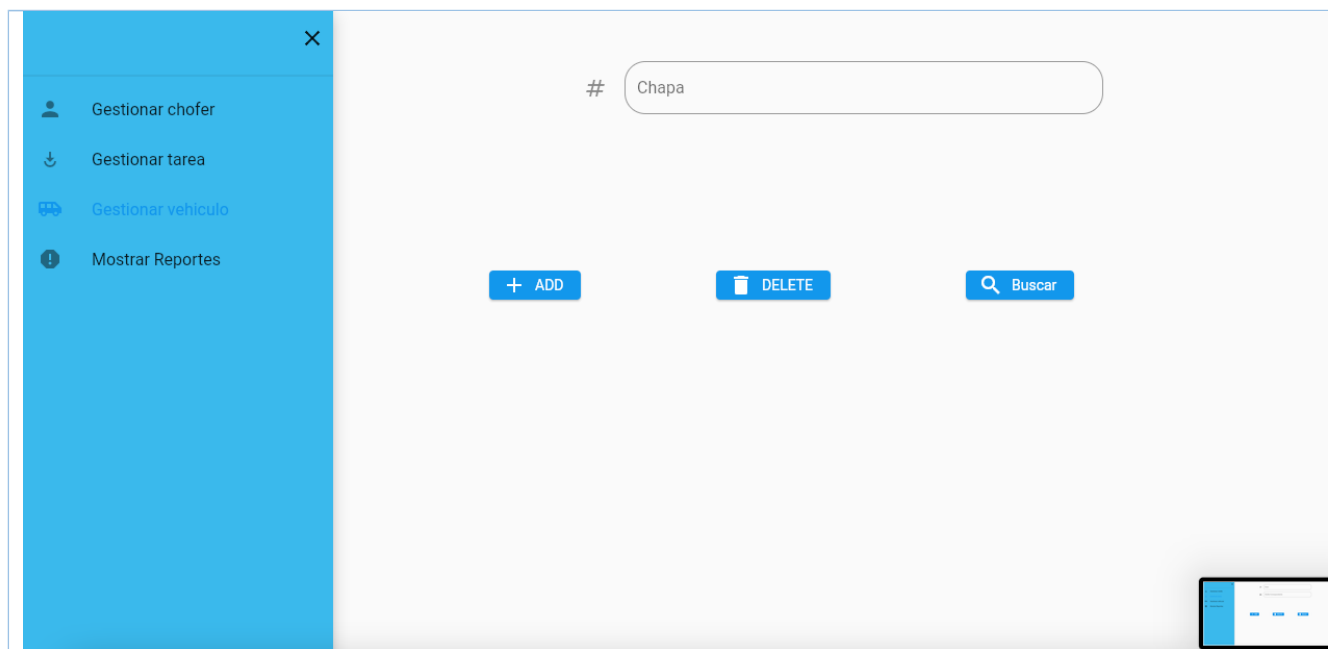 Gestionar chofer
Gestionar tarea
Gestionar vehiculo
Mostrar Reportes
# Chapa
ADD
DELETE
Buscar